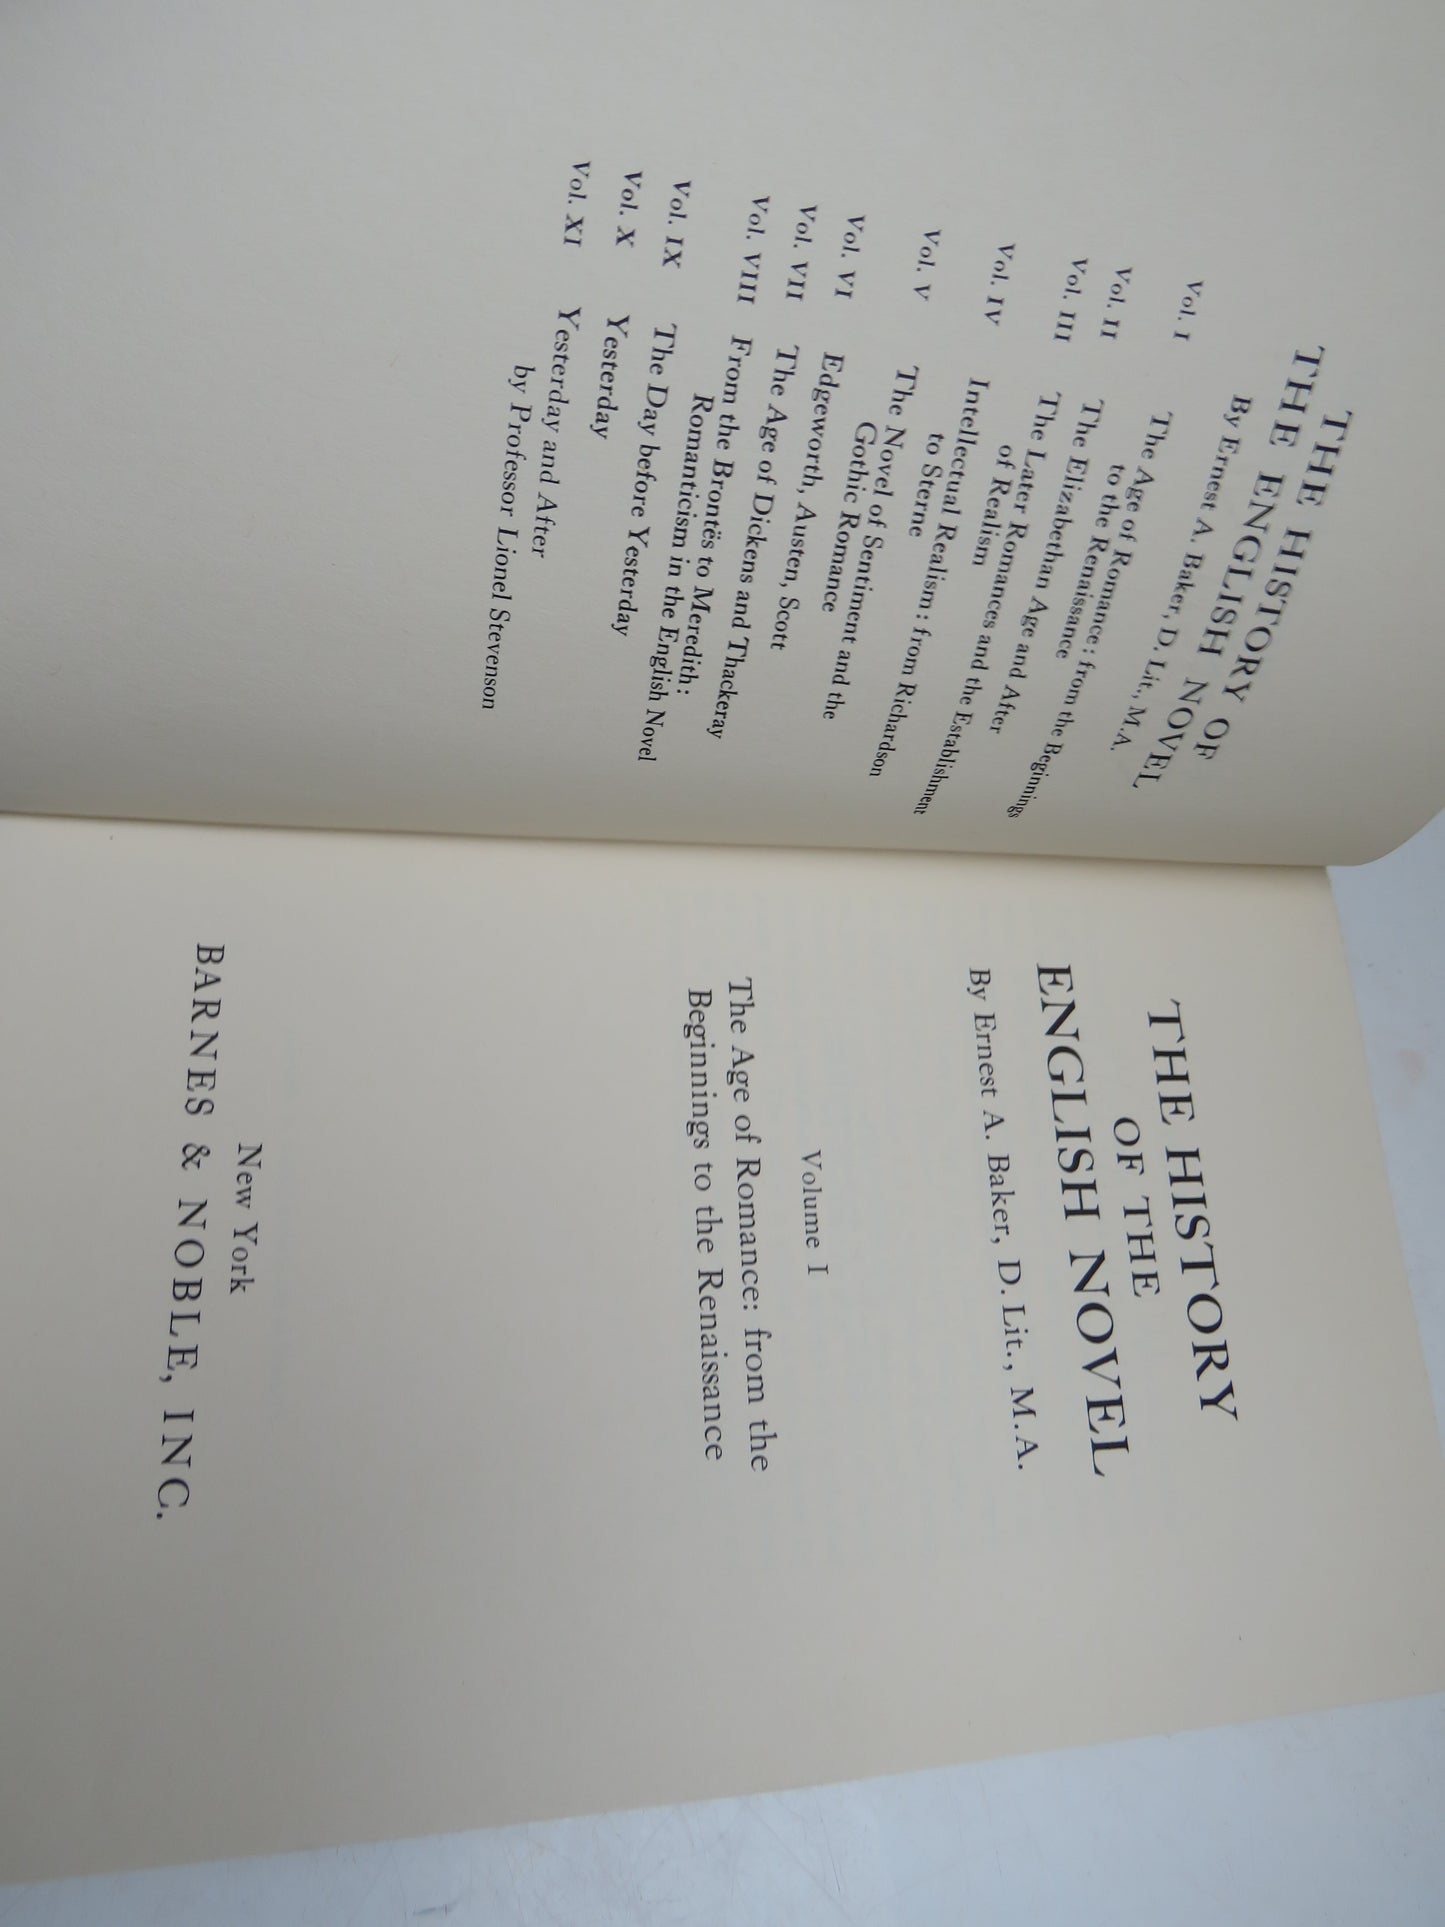 THE HISTORY OF
THE ENGLISH NOVEL
By Ernest A. Baker, D. Lit., M.A.
Vol. I The Age of Romance: from the Beginnings
to the Renaissance
Vol. II The Elizabethan Age and After
Vol. III The Later Romances and the Establishment
of Realism
Vol. IV Intellectual Realism: from Richardson
to Sterne
Vol. V The Novel of Sentiment and the
Gothic Romance
Vol. VI Edgeworth, Austen, Scott
Vol. VII The Age of Dickens and Thackeray
Vol. VIII From the Brontës to Meredith:
Romanticism in the English Novel
Vol. IX The Day before Yesterday
Vol. X Yesterday
Vol. XI Yesterday and After
by Professor Lionel Stevenson
THE HISTORY
OF THE
ENGLISH NOVEL
By Ernest A. Baker, D. Lit., M.A.
Volume I
The Age of Romance: from the
Beginnings to the Renaissance
New York
BARNES & NOBLE, INC.